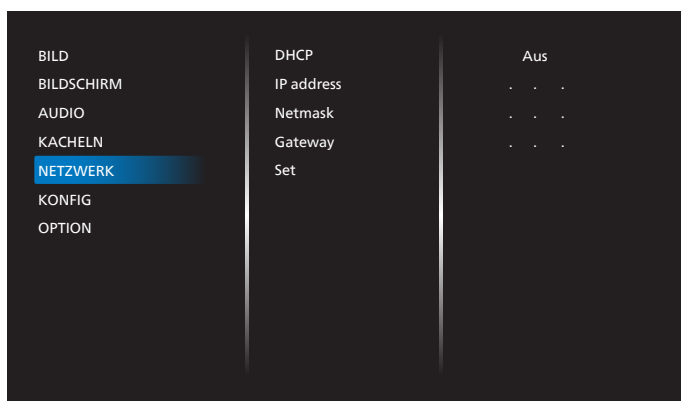 BILD
BILDSCHIRM
AUDIO
KACHELN
NETZWERK
KONFIG
OPTION
DHCP Aus
IP address . . .
Netmask . . .
Gateway . . .
Set